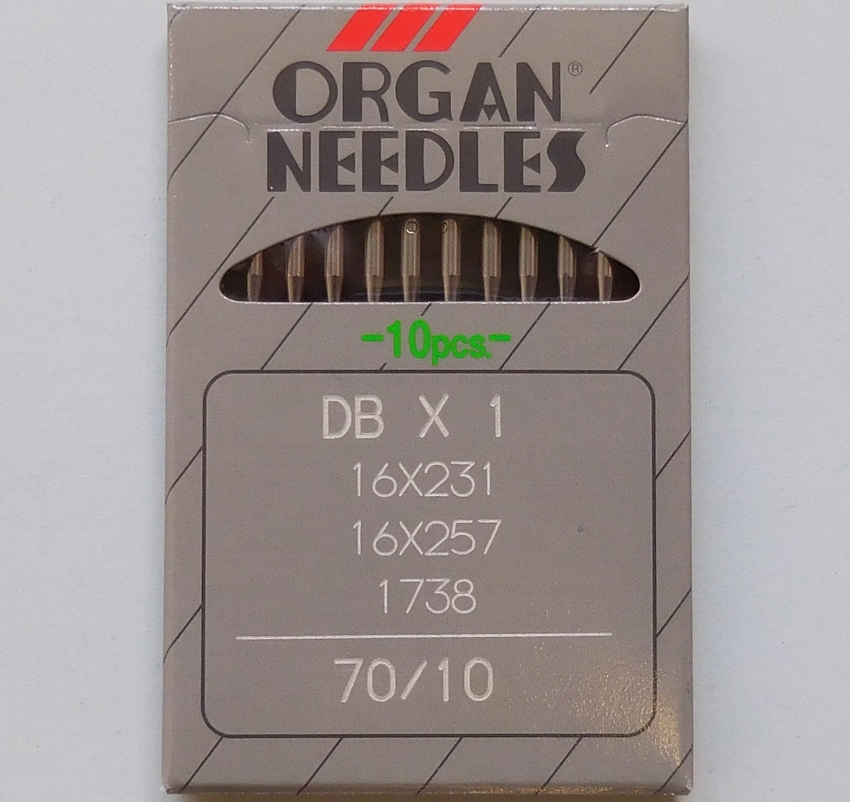 ORGAN®
NEEDLES
-10pcs.-
DB X 1
16X231
16X257
1738
70/10